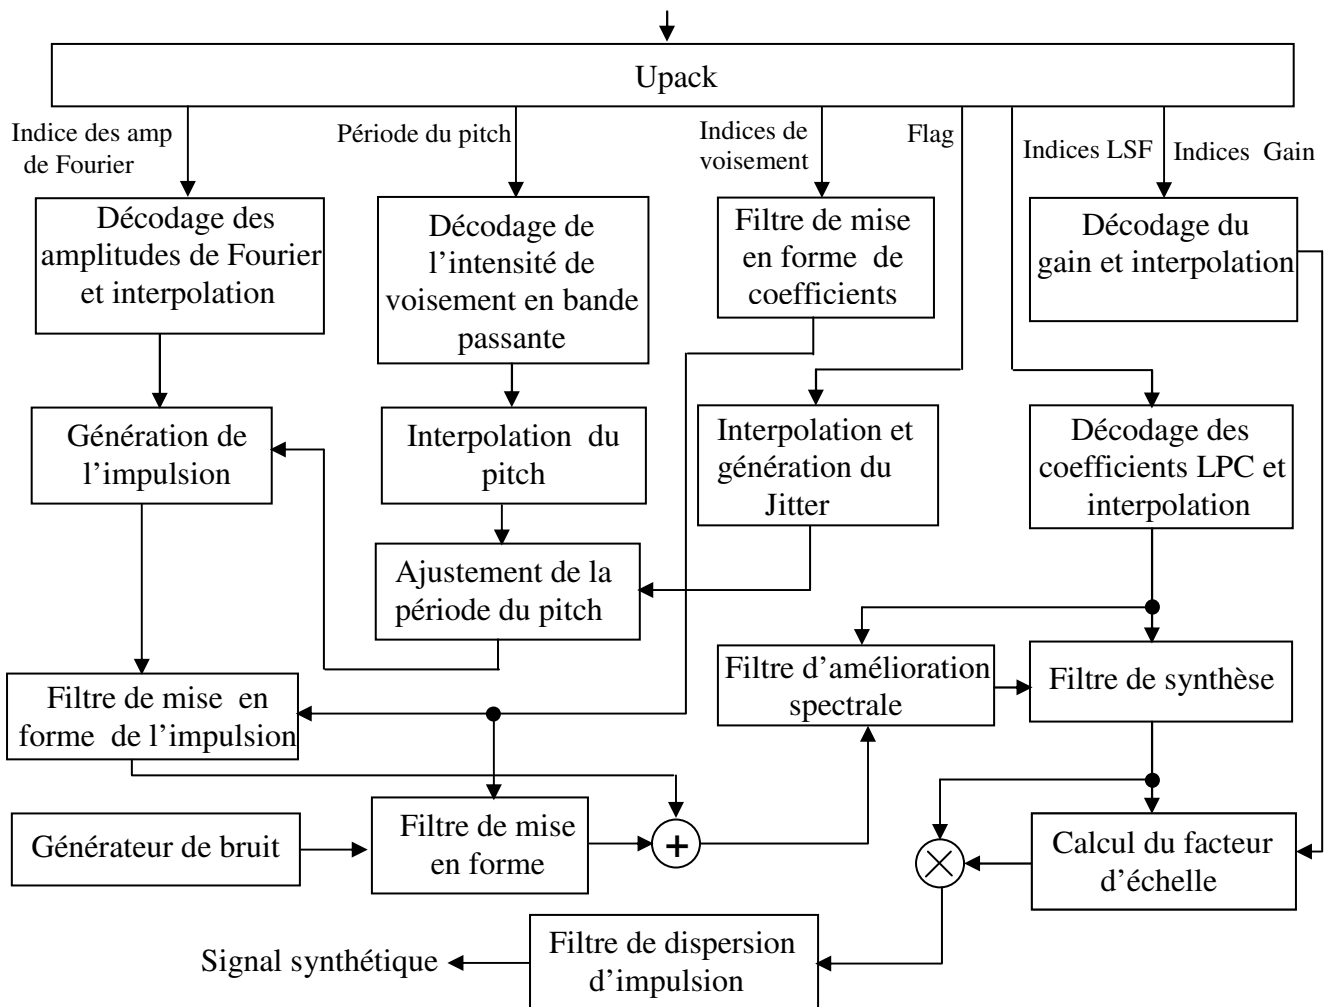 Upack
Indice des amp
de Fourier
Période du pitch
Indices de
voisement
Flag
Indices LSF
Indices Gain
Décodage des
amplitudes de Fourier
et interpolation
Décodage de
l’intensité de
voisement en bande
passante
Filtre de mise
en forme de
coefficients
Décodage du
gain et interpolation
Génération de
l’impulsion
Interpolation du
pitch
Interpolation et
génération du
Jitter
Décodage des
coefficients LPC et
interpolation
Ajustement de la
période du pitch
Filtre de mise en
forme de l’impulsion
Filtre d’amélioration
spectrale
Filtre de synthèse
Générateur de bruit
Filtre de mise
en forme
+
Calcul du facteur
d’échelle
Signal synthétique
Filtre de dispersion
d’impulsion